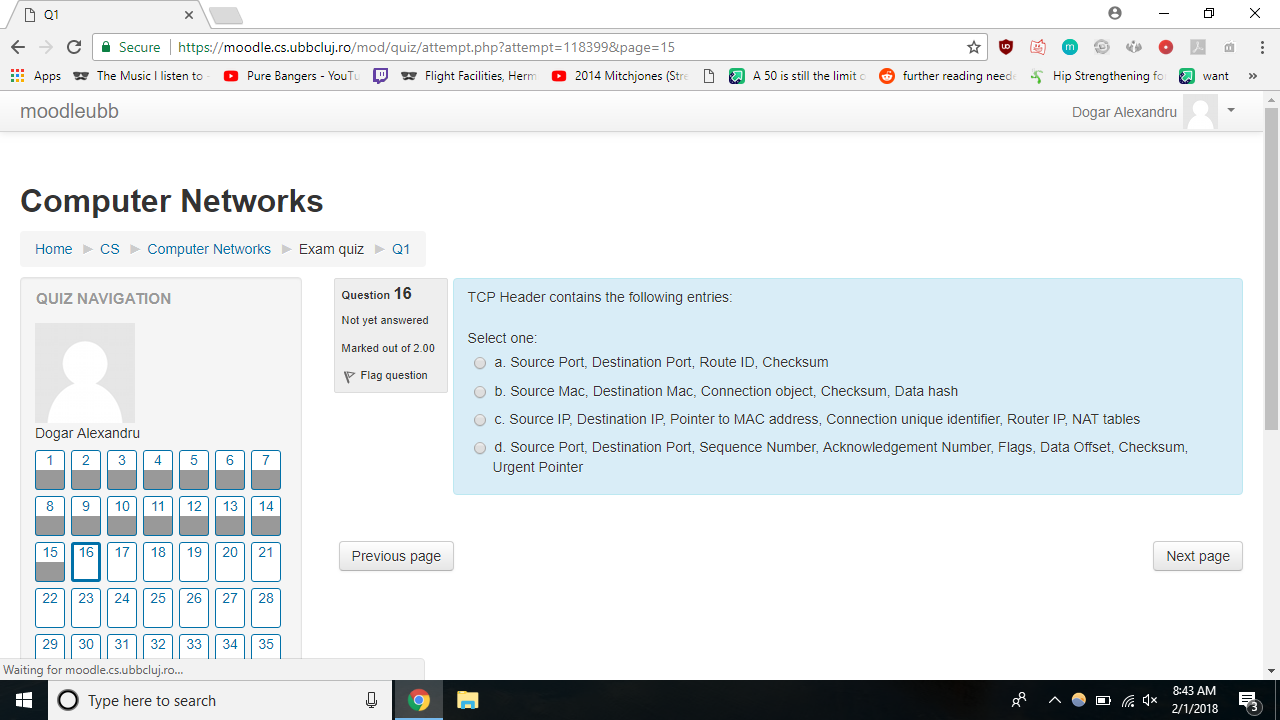 Q1
Secure
https://moodle.cs.ubbcluj.ro/mod/quiz/attempt.php?attempt=118399&page=15
Apps
The Music I listen to
Pure Bangers - YouTu
Flight Facilities, Herm
2014 Mitchjones (Stre
A 50 is still the limit o
further reading neede
Hip Strengthening fo
want
»
moodleubb
Dogar Alexandru
Computer Networks
Home ► CS ► Computer Networks ► Exam quiz ► Q1
QUIZ NAVIGATION
Dogar Alexandru
1 2 3 4 5 6 7
8 9 10 11 12 13 14
15 16 17 18 19 20 21
22 23 24 25 26 27 28
29 30 31 32 33 34 35
Question 16
Not yet answered
Marked out of 2.00
Flag question
TCP Header contains the following entries:
Select one:
a. Source Port, Destination Port, Route ID, Checksum
b. Source Mac, Destination Mac, Connection object, Checksum, Data hash
c. Source IP, Destination IP, Pointer to MAC address, Connection unique identifier, Router IP, NAT tables
d. Source Port, Destination Port, Sequence Number, Acknowledgement Number, Flags, Data Offset, Checksum,
Urgent Pointer
Previous page
Next page
Waiting for moodle.cs.ubbcluj.ro...
Type here to search
8:43 AM
2/1/2018
3